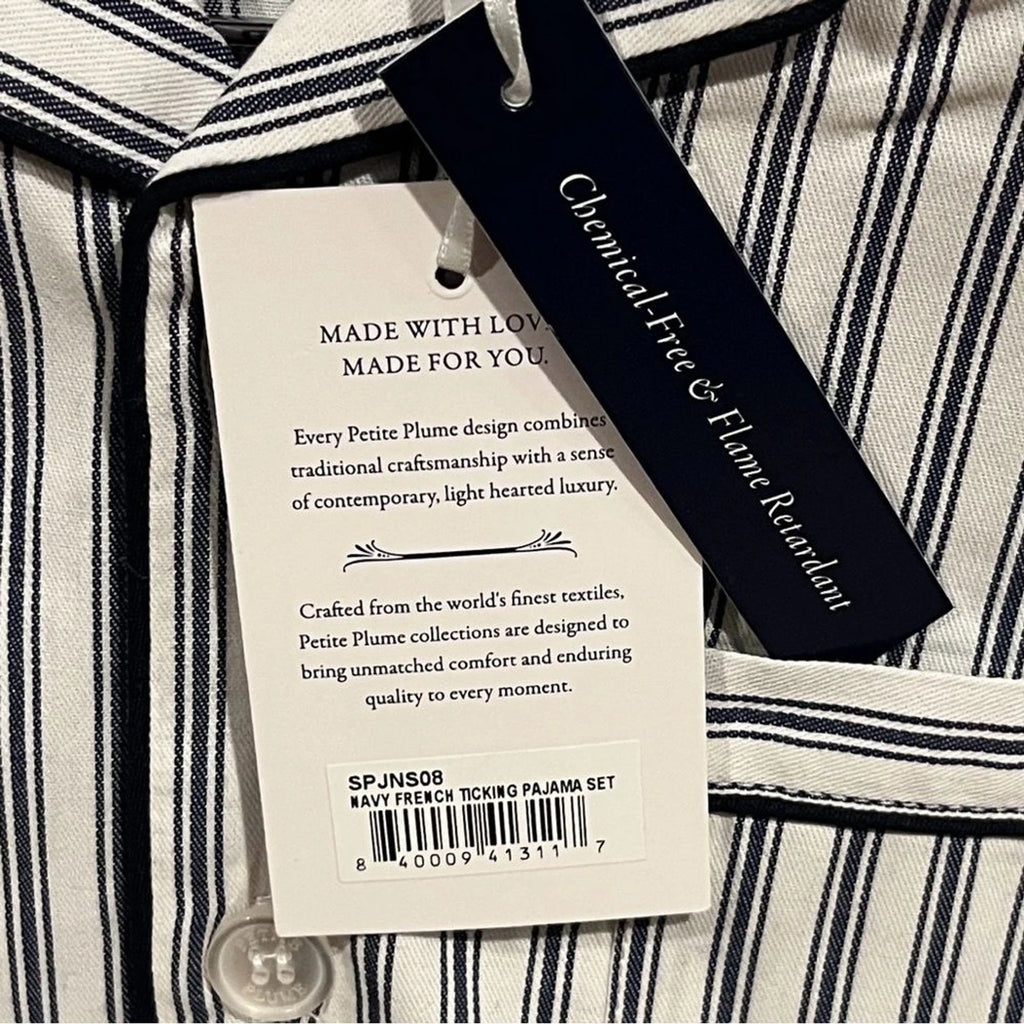 Chemical-Free & Flame Retardant
MADE WITH LOV
MADE FOR YOU.
Every Petite Plume design combines
traditional craftsmanship with a sense
of contemporary, light hearted luxury.
Crafted from the world's finest textiles,
Petite Plume collections are designed to
bring unmatched comfort and enduring
quality to every moment.
SPJNS08
NAVY FRENCH TICKING PAJAMA SET
8 40009 41311 7
PETITE
PLUME